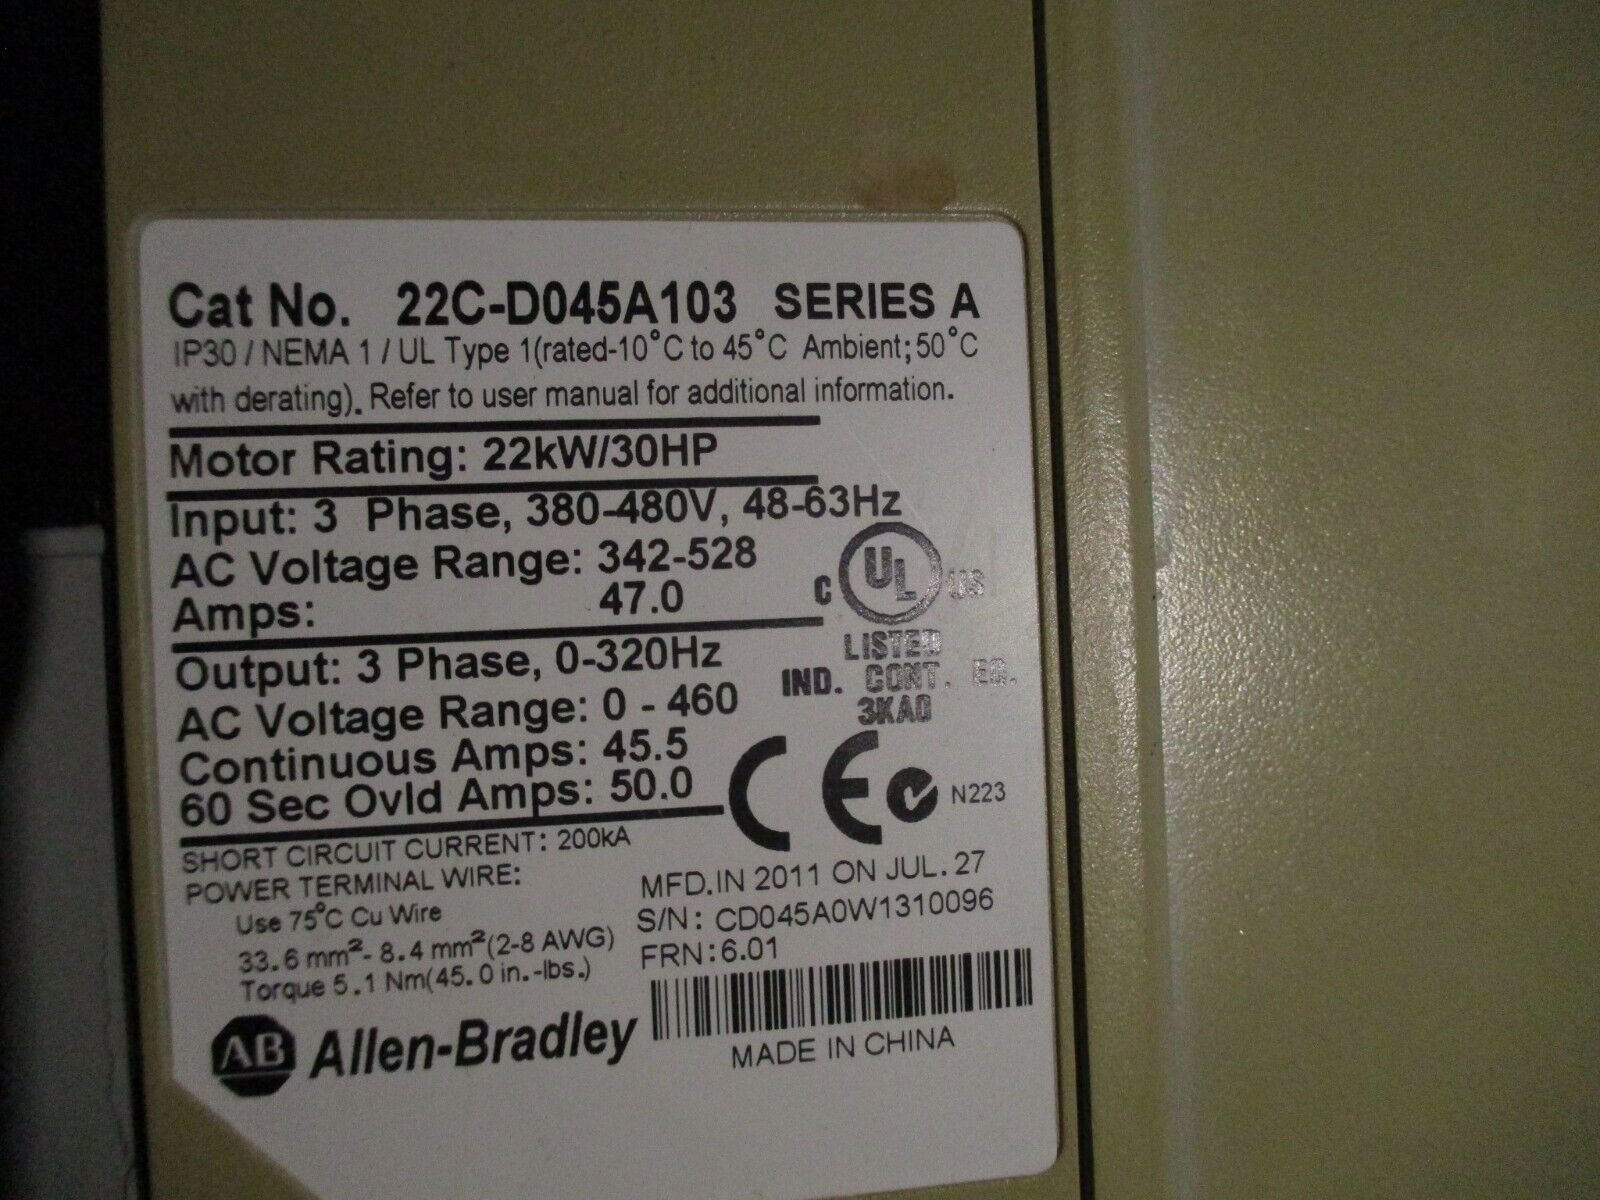 Cat No. 22C-D045A103 SERIES A
IP30 / NEMA 1 / UL Type 1(rated-10°C to 45°C Ambient; 50°C
with derating). Refer to user manual for additional information.
Motor Rating: 22kW/30HP
Input: 3 Phase, 380-480V, 48-63Hz
AC Voltage Range: 342-528
Amps: 47.0
C UL US
LISTED
IND. CONT. EQ.
3KA0
Output: 3 Phase, 0-320Hz
AC Voltage Range: 0 - 460
Continuous Amps: 45.5
60 Sec Ovld Amps: 50.0
CE N223
SHORT CIRCUIT CURRENT: 200kA
POWER TERMINAL WIRE:
Use 75°C Cu Wire
33.6 mm²- 8.4 mm²(2-8 AWG)
Torque 5.1 Nm(45.0 in.-lbs.)
MFD.IN 2011 ON JUL. 27
S/N: CD045A0W1310096
FRN:6.01
AB Allen-Bradley
MADE IN CHINA